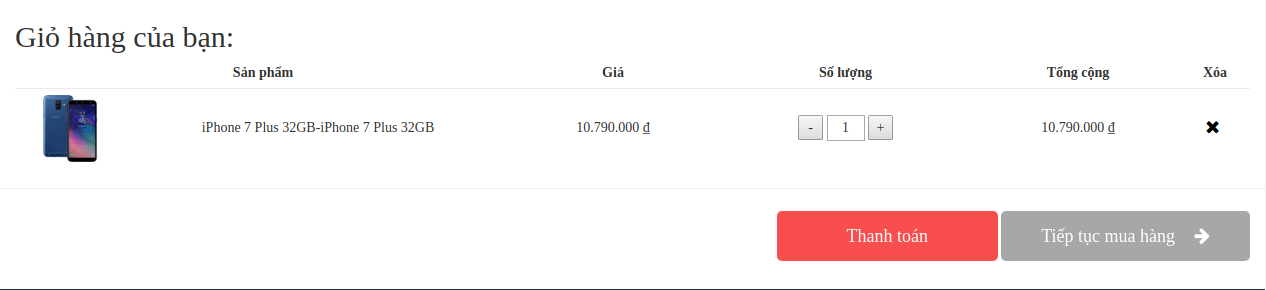 Giỏ hàng của bạn:
Sản phẩm Giá Số lượng Tổng cộng Xóa
iPhone 7 Plus 32GB-iPhone 7 Plus 32GB 10.790.000 ₫ - 1 + 10.790.000 ₫
Thanh toán Tiếp tục mua hàng